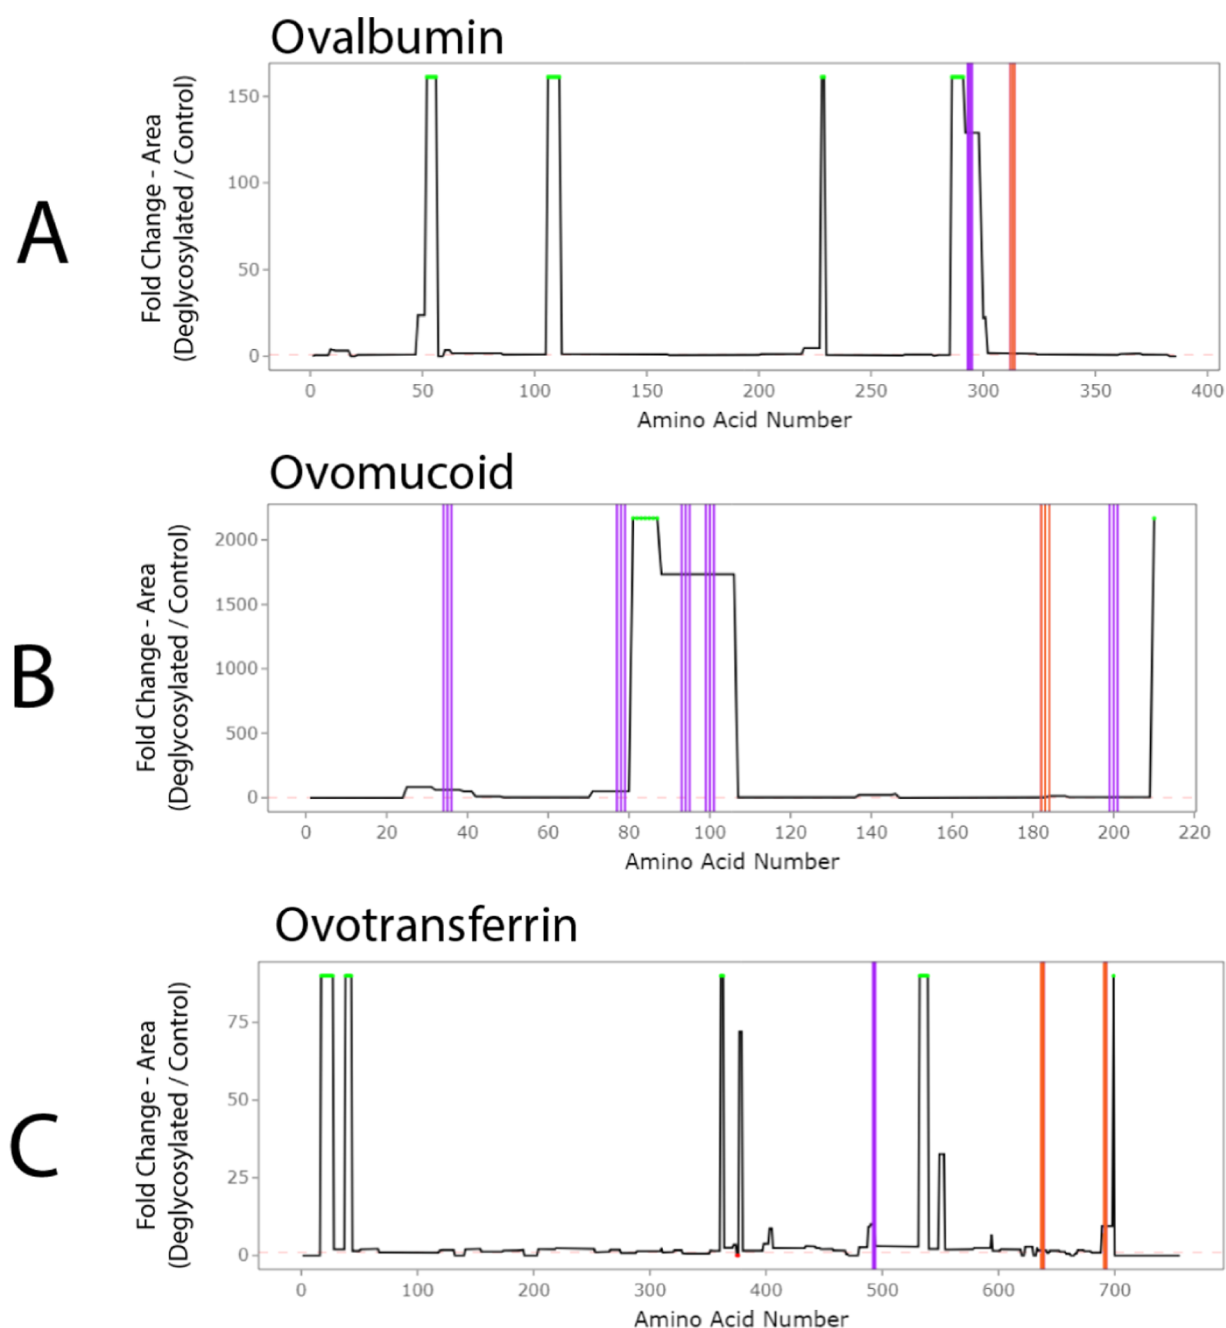 Ovalbumin
A
Fold Change - Area
(Deglycosylated / Control)
150
100
50
0
0 50 100 150 200 250 300 350 400
Amino Acid Number
Ovomucoid
B
Fold Change - Area
(Deglycosylated / Control)
2000
1500
1000
500
0
0 20 40 60 80 100 120 140 160 180 200 220
Amino Acid Number
Ovotransferrin
C
Fold Change - Area
(Deglycosylated / Control)
75
50
25
0
0 100 200 300 400 500 600 700
Amino Acid Number